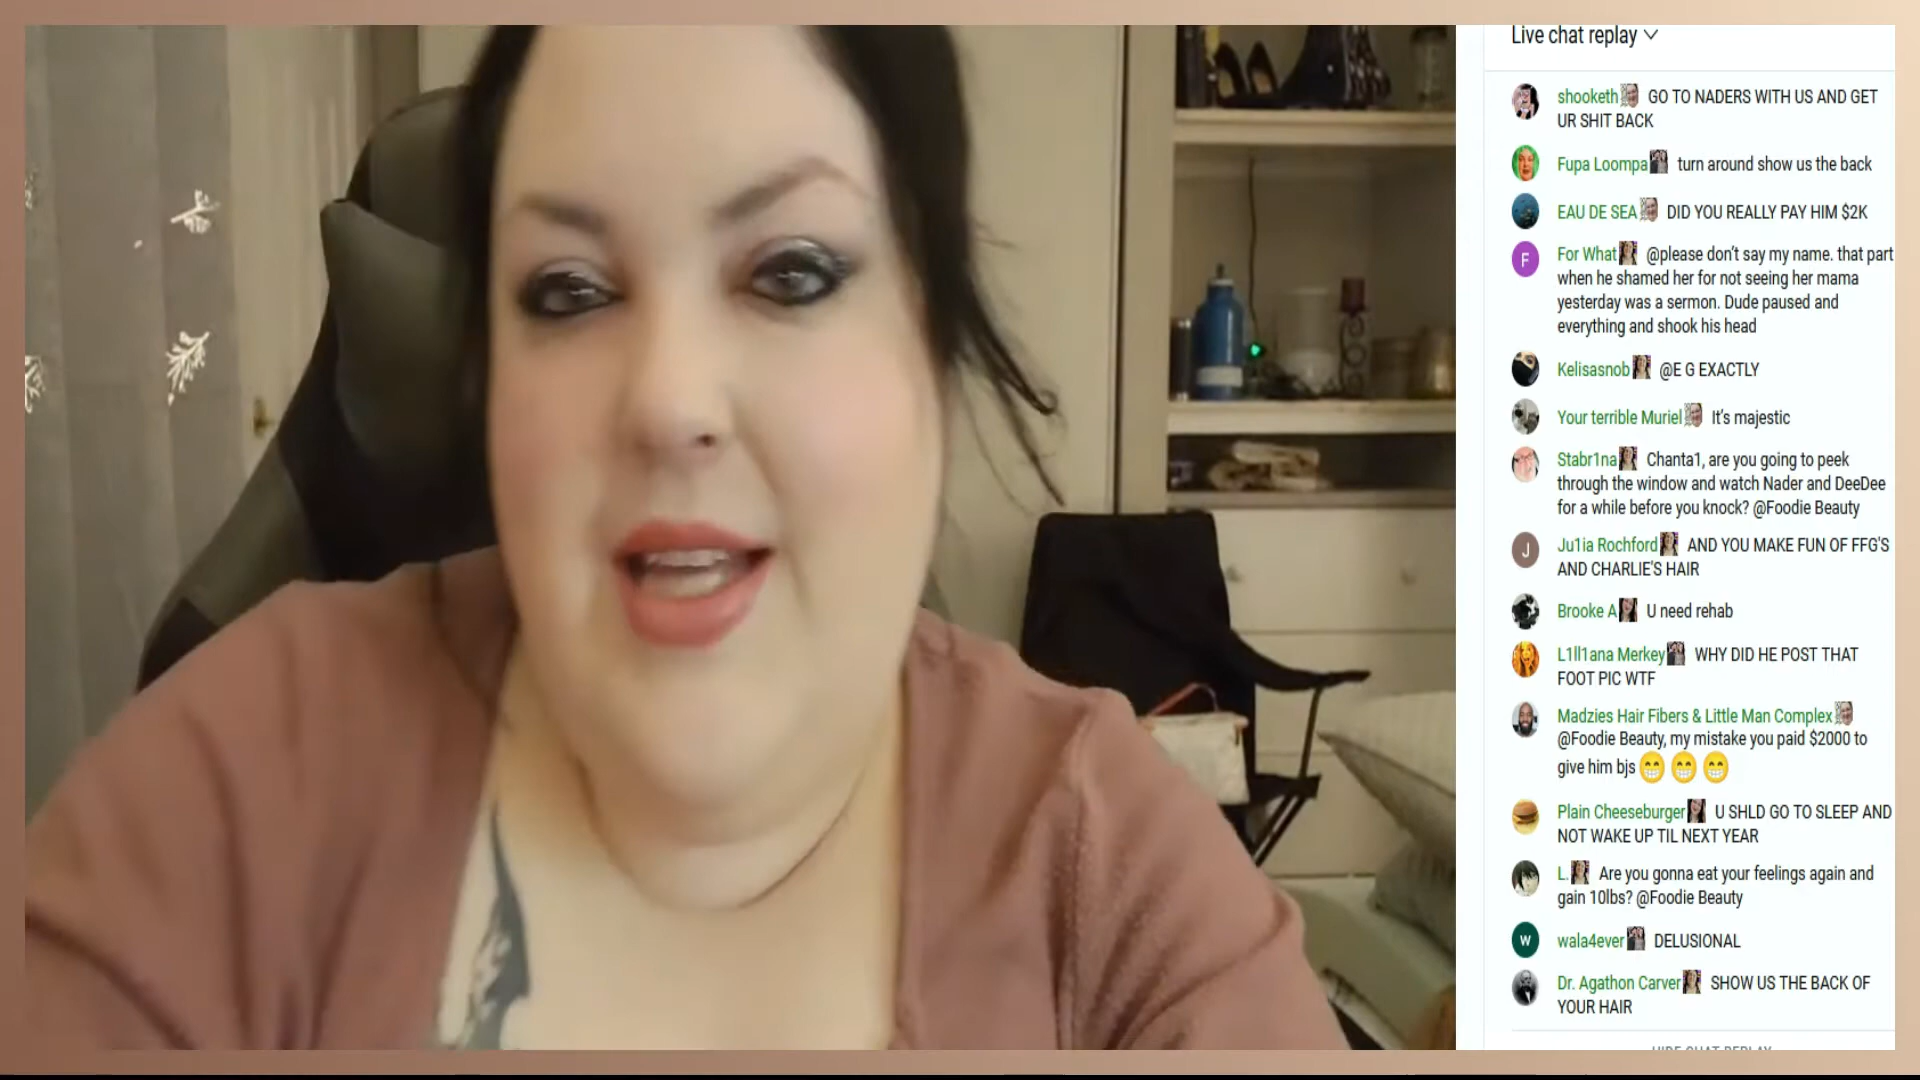 Live chat replay
shooketh GO TO NADERS WITH US AND GET
UR SHIT BACK
Fupa Loompa turn around show us the back
EAU DE SEA DID YOU REALLY PAY HIM $2K
F
For What @please don't say my name. that part
when he shamed her for not seeing her mama
yesterday was a sermon. Dude paused and
everything and shook his head
Kelisasnob @E G EXACTLY
Your terrible Muriel It's majestic
Stabr1na Chanta1, are you going to peek
through the window and watch Nader and DeeDee
for a while before you knock? @Foodie Beauty
J
Ju1ia Rochford AND YOU MAKE FUN OF FFG'S
AND CHARLIE'S HAIR
Brooke A U need rehab
L1ll1ana Merkey WHY DID HE POST THAT
FOOT PIC WTF
Madzies Hair Fibers & Little Man Complex
@Foodie Beauty, my mistake you paid $2000 to
give him bjs 😁 😁 😁
Plain Cheeseburger U SHLD GO TO SLEEP AND
NOT WAKE UP TIL NEXT YEAR
L. Are you gonna eat your feelings again and
gain 10lbs? @Foodie Beauty
W
wala4ever DELUSIONAL
Dr. Agathon Carver SHOW US THE BACK OF
YOUR HAIR
HIDE CHAT REPLAY